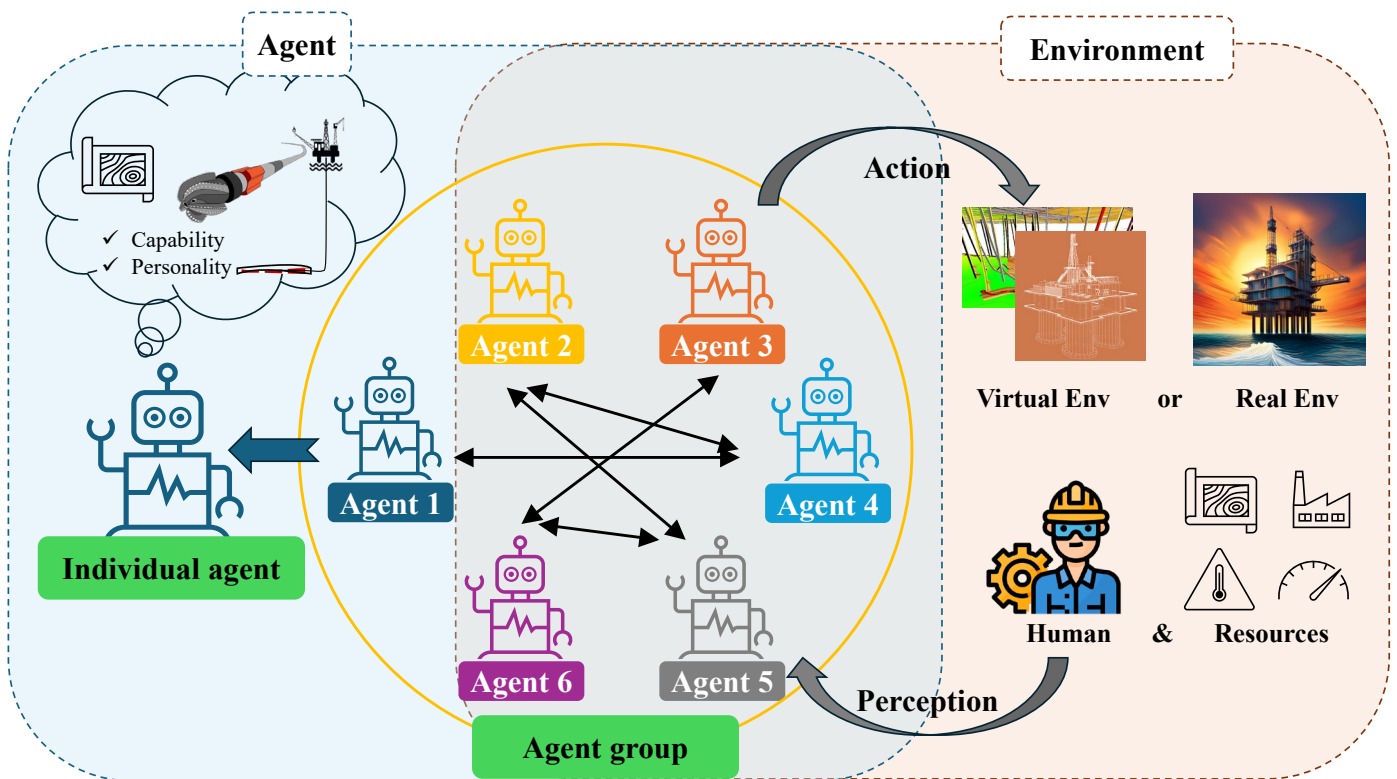 Agent
Environment
✓ Capability
✓ Personality
Action
Agent 2
Agent 3
Virtual Env or Real Env
Agent 1
Agent 4
Individual agent
Human & Resources
Agent 6
Agent 5
Perception
Agent group